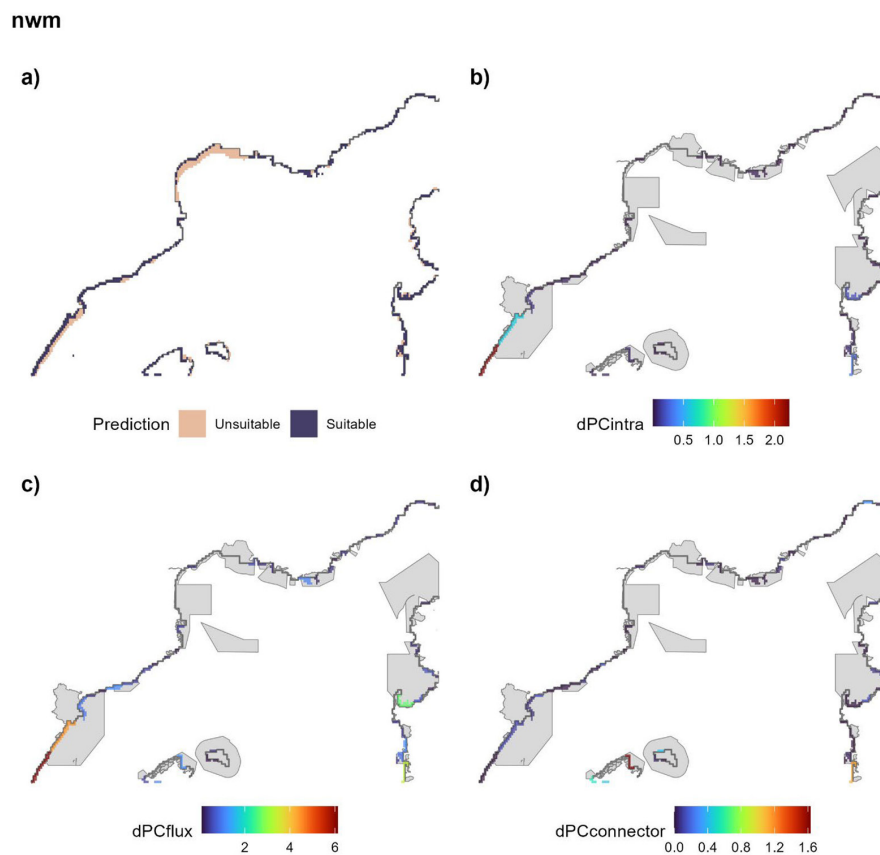 nwm
a)
b)
Prediction Unsuitable Suitable
dPCintra
0.5 1.0 1.5 2.0
c)
d)
dPCflux
2 4 6
dPCconnector
0.0 0.4 0.8 1.2 1.6